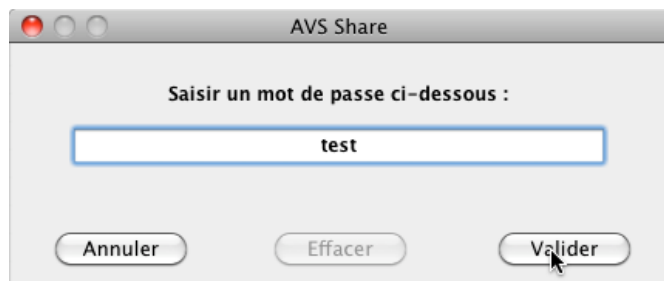 AVS Share
Saisir un mot de passe ci-dessous :
test
Annuler Effacer Valider